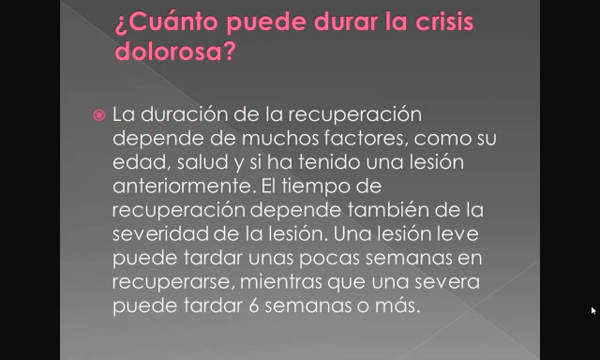 ¿Cuánto puede durar la crisis
dolorosa?
La duración de la recuperación
depende de muchos factores, como su
edad, salud y si ha tenido una lesión
anteriormente. El tiempo de
recuperación depende también de la
severidad de la lesión. Una lesión leve
puede tardar unas pocas semanas en
recuperarse, mientras que una severa
puede tardar 6 semanas o más.